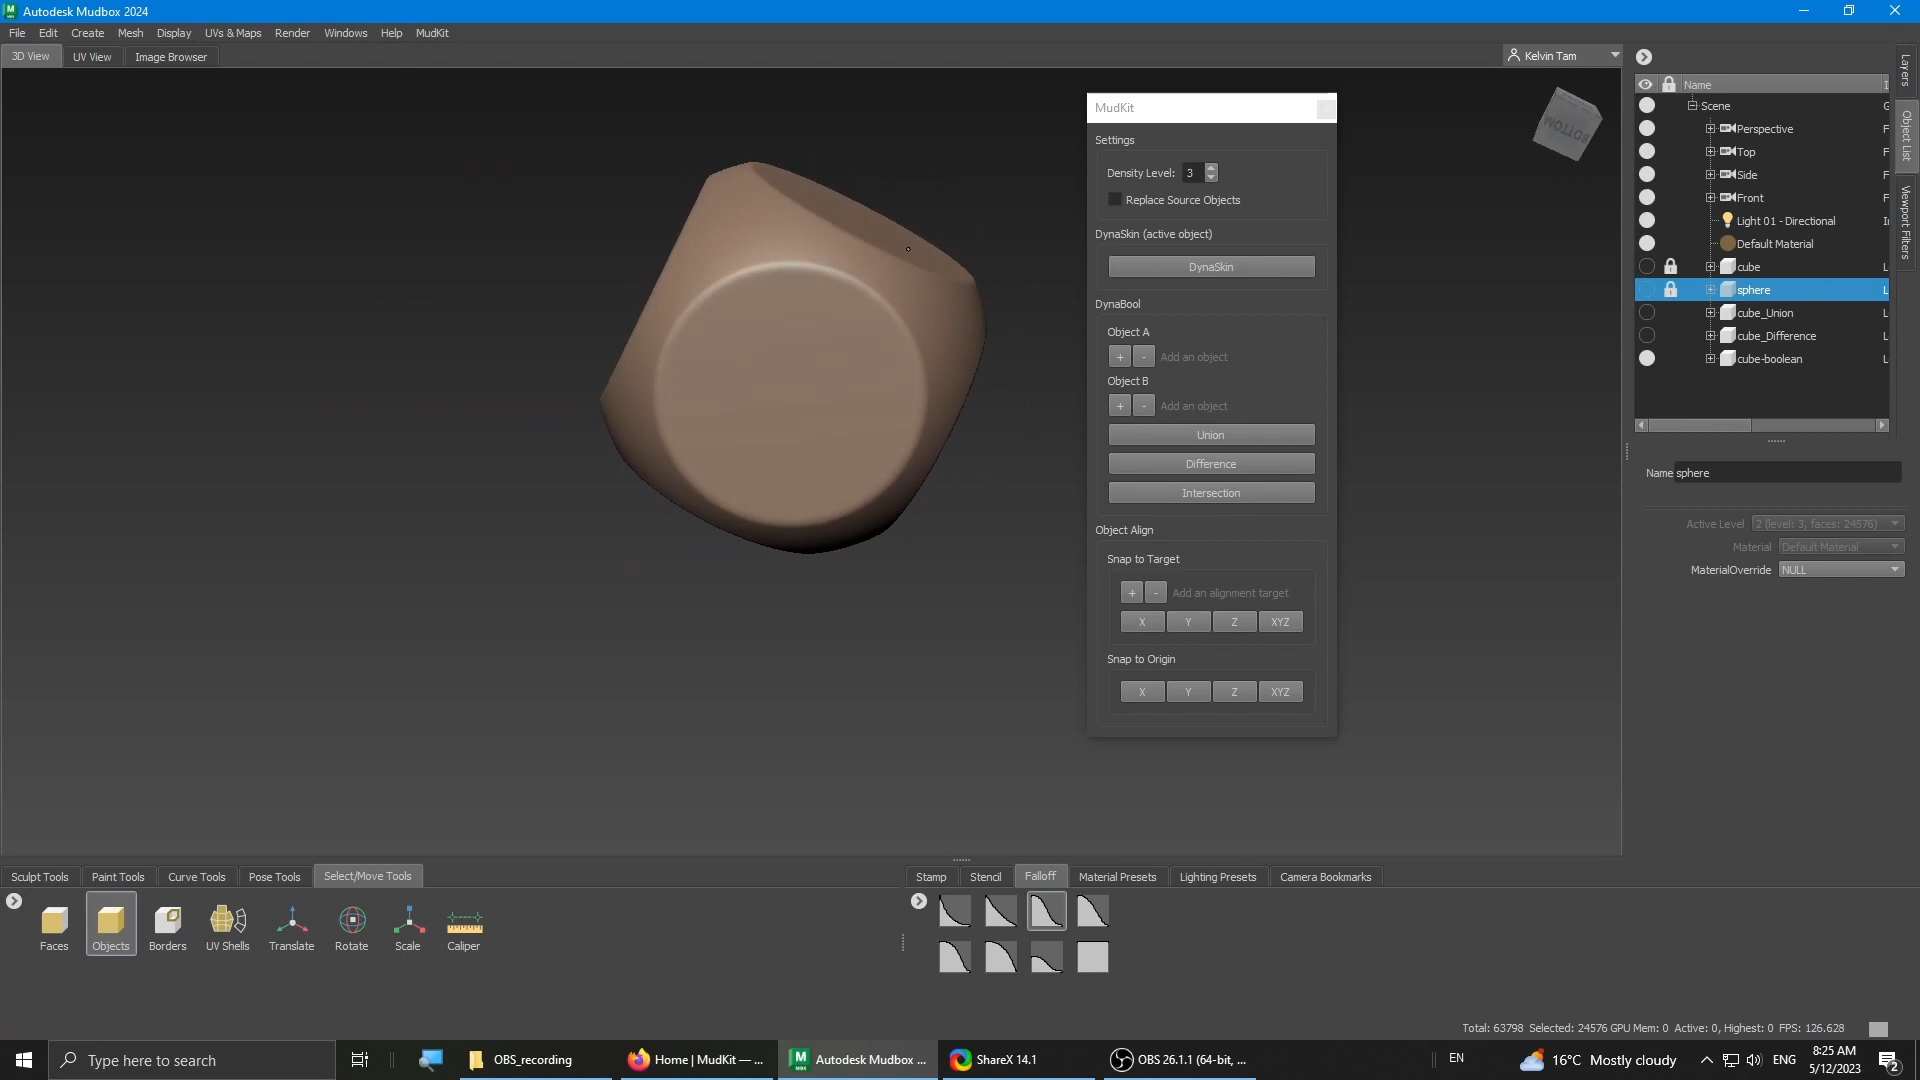 Autodesk Mudbox 2024
File Edit Create Mesh Display UVs & Maps Render Windows Help MudKit
3D View UV View Image Browser
Kelvin Tam
BOTTOM
MudKit
Settings
Density Level: 3
Replace Source Objects
DynaSkin (active object)
DynaSkin
DynaBool
Object A
+ - Add an object
Object B
+ - Add an object
Union
Difference
Intersection
Object Align
Snap to Target
+ - Add an alignment target
X Y Z XYZ
Snap to Origin
X Y Z XYZ
Name
Scene
Perspective
Top
Side
Front
Light 01 - Directional
Default Material
cube
sphere
cube_Union
cube_Difference
cube-boolean
Layers
Object List
Viewport Filters
Name sphere
Active Level 2 (level: 3, faces: 24576)
Material Default Material
MaterialOverride NULL
Sculpt Tools Paint Tools Curve Tools Pose Tools Select/Move Tools
Faces Objects Borders UV Shells Translate Rotate Scale Caliper
Stamp Stencil Falloff Material Presets Lighting Presets Camera Bookmarks
Total: 63798 Selected: 24576 GPU Mem: 0 Active: 0, Highest: 0 FPS: 126.628
Type here to search
OBS_recording
Home | MudKit — ...
Autodesk Mudbox ...
ShareX 14.1
OBS 26.1.1 (64-bit, ...
EN
16°C Mostly cloudy
ENG
8:25 AM
5/12/2023
2